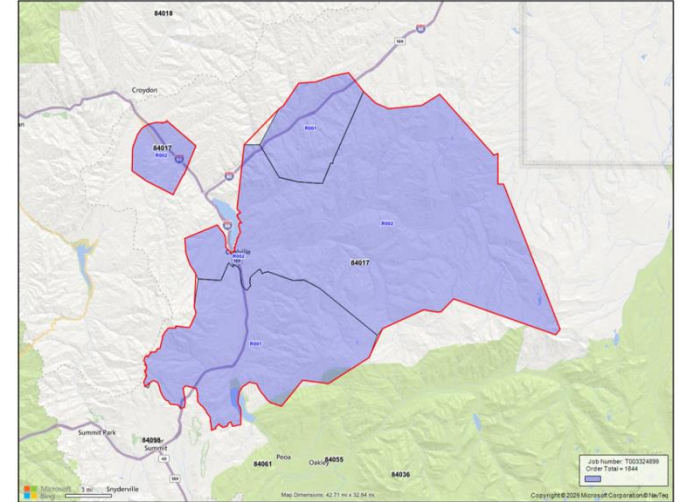 84018
189
Croydon
R001
84017
R002
R002
ville
R002
84017
R001
Summit Park
84098
Summit
Peoa
Oakley
84055
84061
84036
Snyderville
3 mi
Microsoft
Bing
Map Dimensions: 42.71 mi x 32.84 mi
Job Number: T003324899
Order Total = 1844
Copyright © 2025 Microsoft Corporation © NavTeq